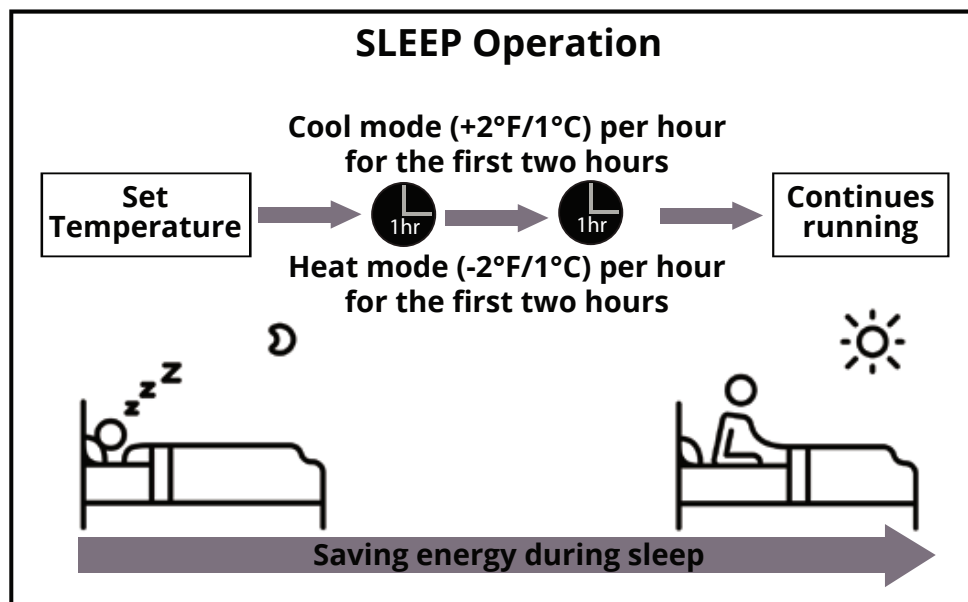 SLEEP Operation
Cool mode (+2°F/1°C) per hour
for the first two hours
Set
Temperature
1hr
1hr
Continues
running
Heat mode (-2°F/1°C) per hour
for the first two hours
z
z
z
Saving energy during sleep